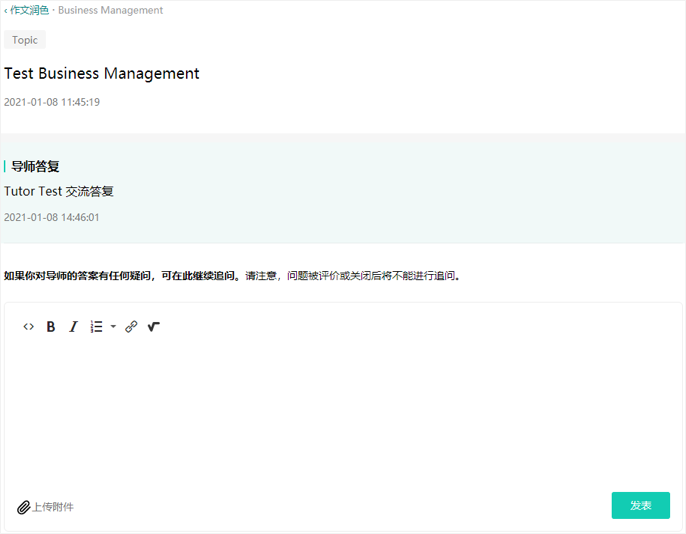 ‹ 作文润色 - Business Management
Topic
Test Business Management
2021-01-08 11:45:19
导师答复
Tutor Test 交流答复
2021-01-08 14:46:01
如果你对导师的答案有任何疑问，可在此继续追问。请注意，问题被评价或关闭后将不能进行追问。
上传附件
发表